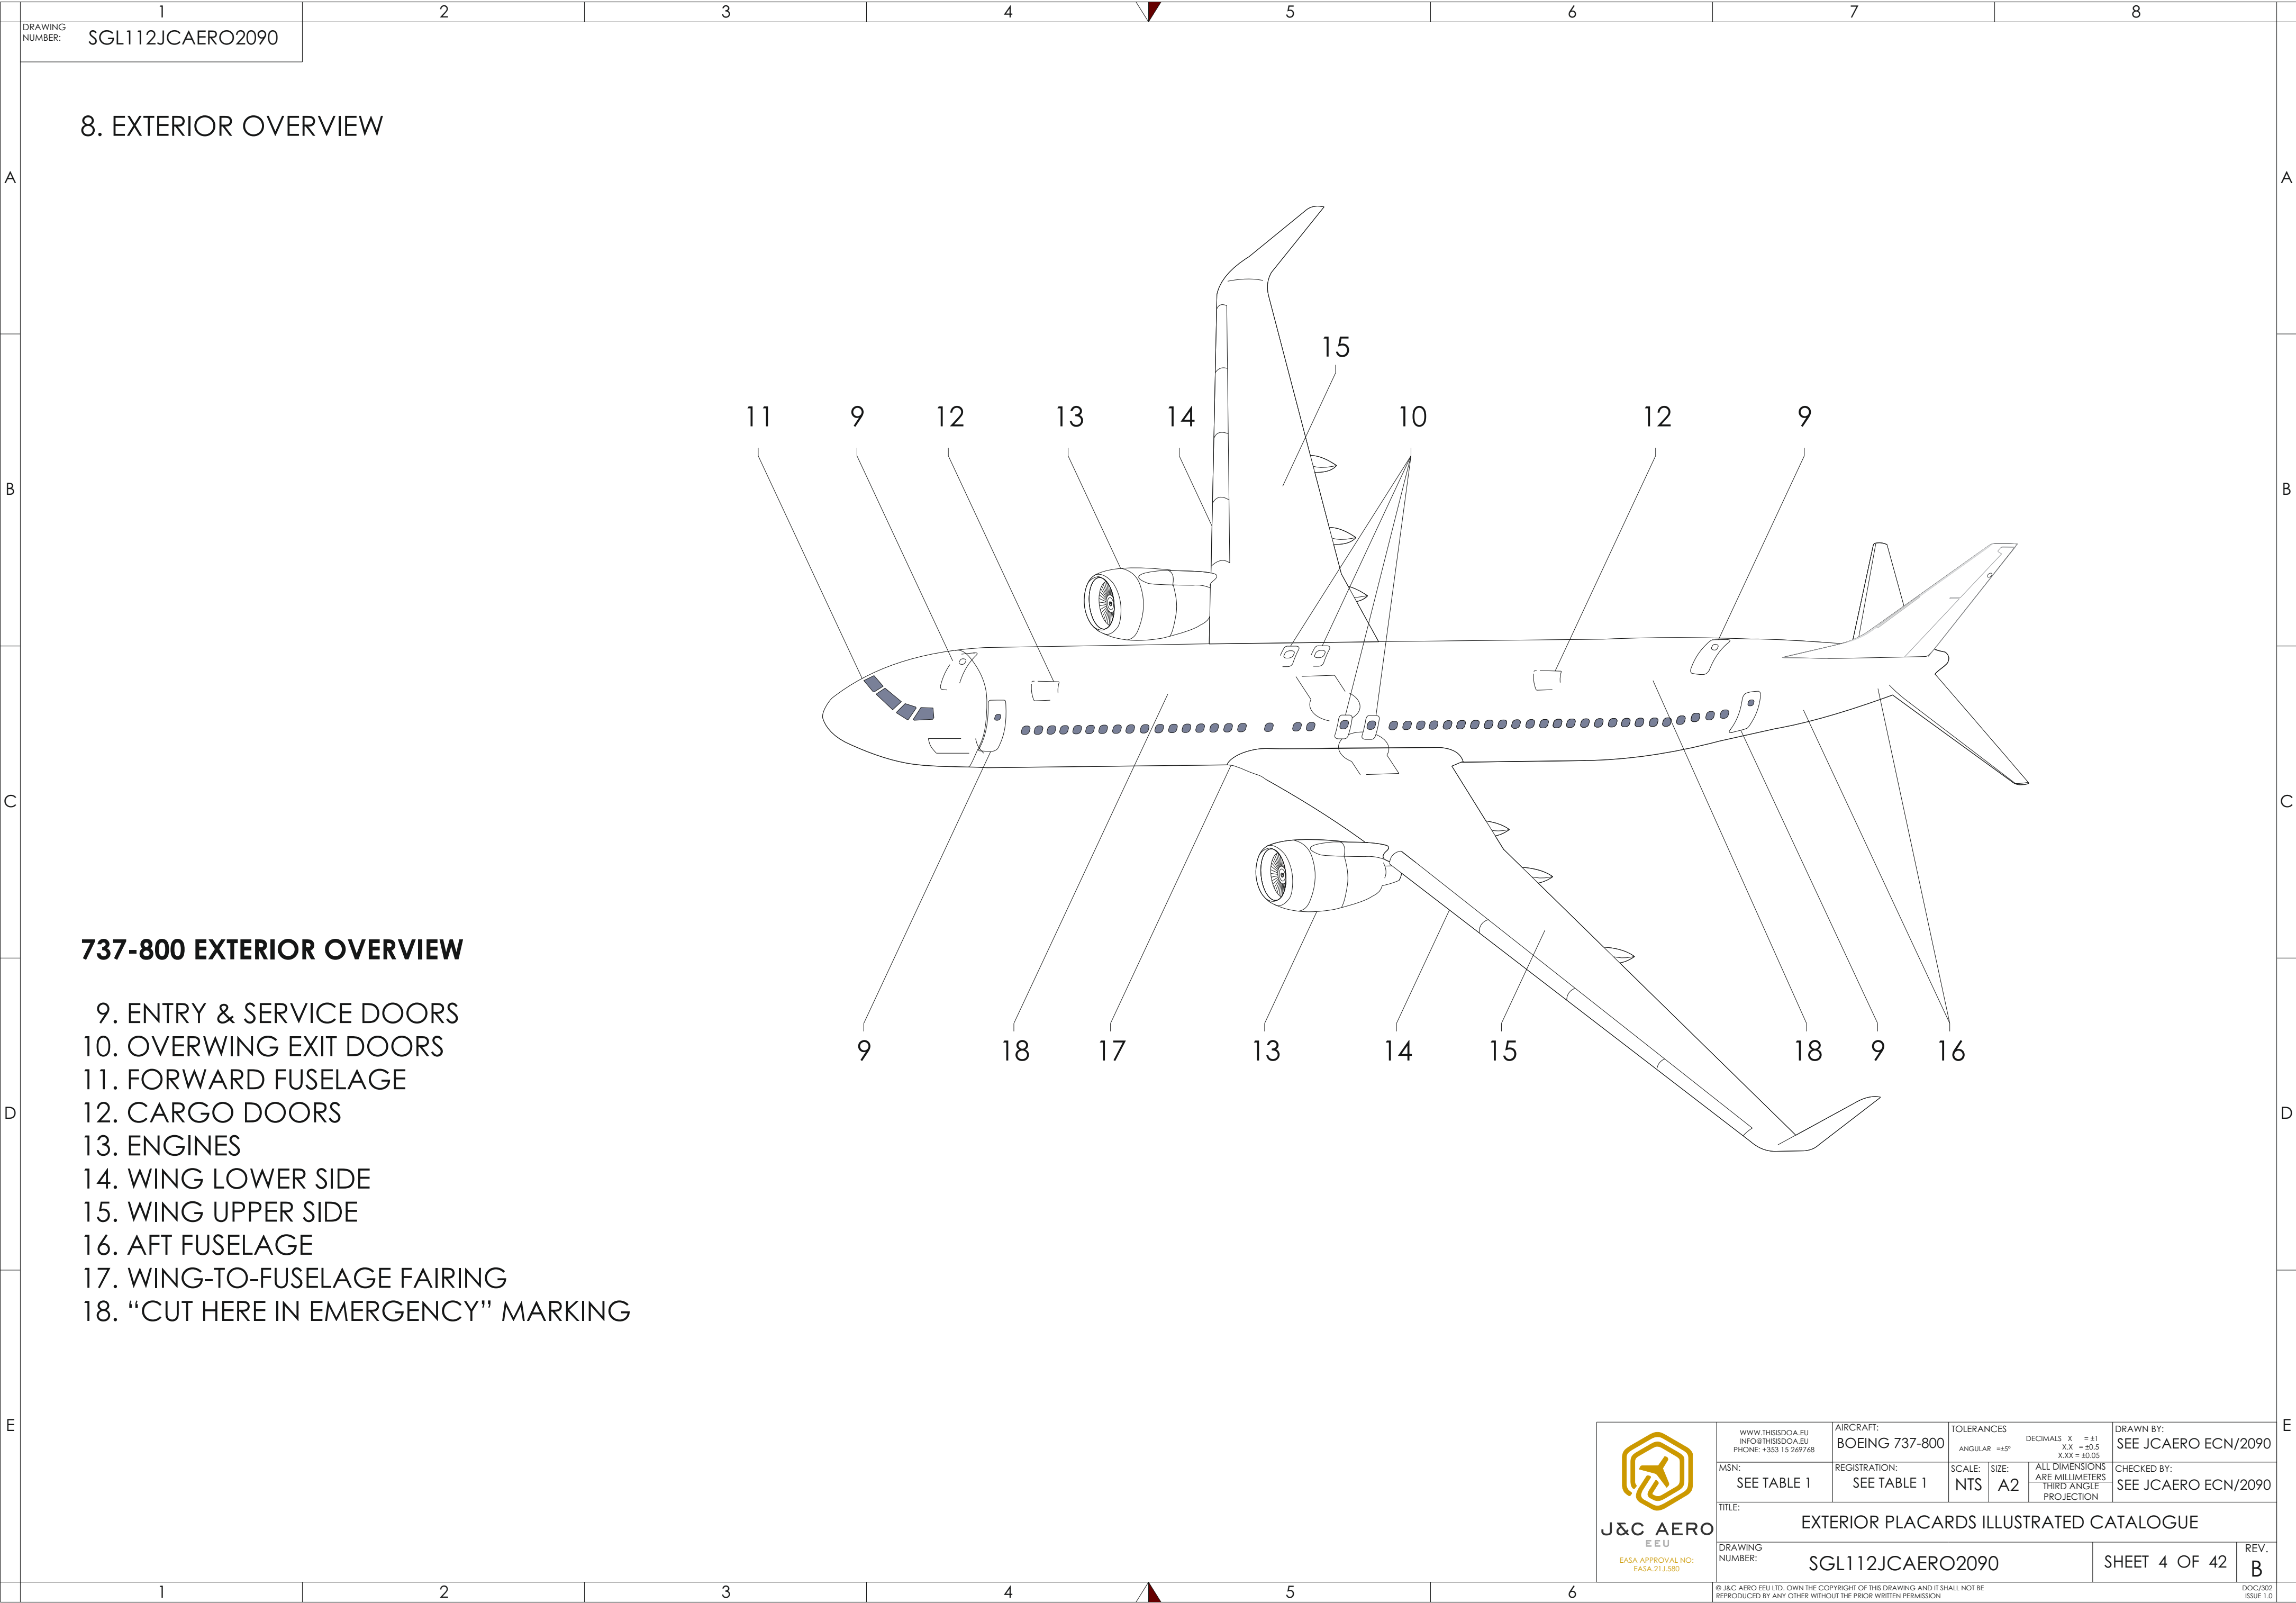 1 2 3 4 5 6 7 8
DRAWING
NUMBER: SGL112JCAERO2090
8. EXTERIOR OVERVIEW
A A
15
11 9 12 13 14 10 12 9
B B
C C
737-800 EXTERIOR OVERVIEW
9. ENTRY & SERVICE DOORS
10. OVERWING EXIT DOORS
11. FORWARD FUSELAGE
12. CARGO DOORS
13. ENGINES
14. WING LOWER SIDE
15. WING UPPER SIDE
16. AFT FUSELAGE
17. WING-TO-FUSELAGE FAIRING
18. “CUT HERE IN EMERGENCY” MARKING
9 18 17 13 14 15 18 9 16
D D
E E
J&C AERO
EEU
EASA APPROVAL NO:
EASA.21J.580
WWW.THISISDOA.EU
INFO@THISISDOA.EU
PHONE: +353 15 269768
AIRCRAFT:
BOEING 737-800
TOLERANCES
ANGULAR =±5°
DECIMALS X = ±1
X.X = ±0.5
X.XX = ±0.05
DRAWN BY:
SEE JCAERO ECN/2090
MSN:
SEE TABLE 1
REGISTRATION:
SEE TABLE 1
SCALE:
NTS
SIZE:
A2
ALL DIMENSIONS
ARE MILLIMETERS
THIRD ANGLE
PROJECTION
CHECKED BY:
SEE JCAERO ECN/2090
TITLE:
EXTERIOR PLACARDS ILLUSTRATED CATALOGUE
DRAWING
NUMBER:
SGL112JCAERO2090
SHEET 4 OF 42
REV.
B
1 2 3 4 5 6
© J&C AERO EEU LTD. OWN THE COPYRIGHT OF THIS DRAWING AND IT SHALL NOT BE
REPRODUCED BY ANY OTHER WITHOUT THE PRIOR WRITTEN PERMISSION
DOC/302
ISSUE 1.0